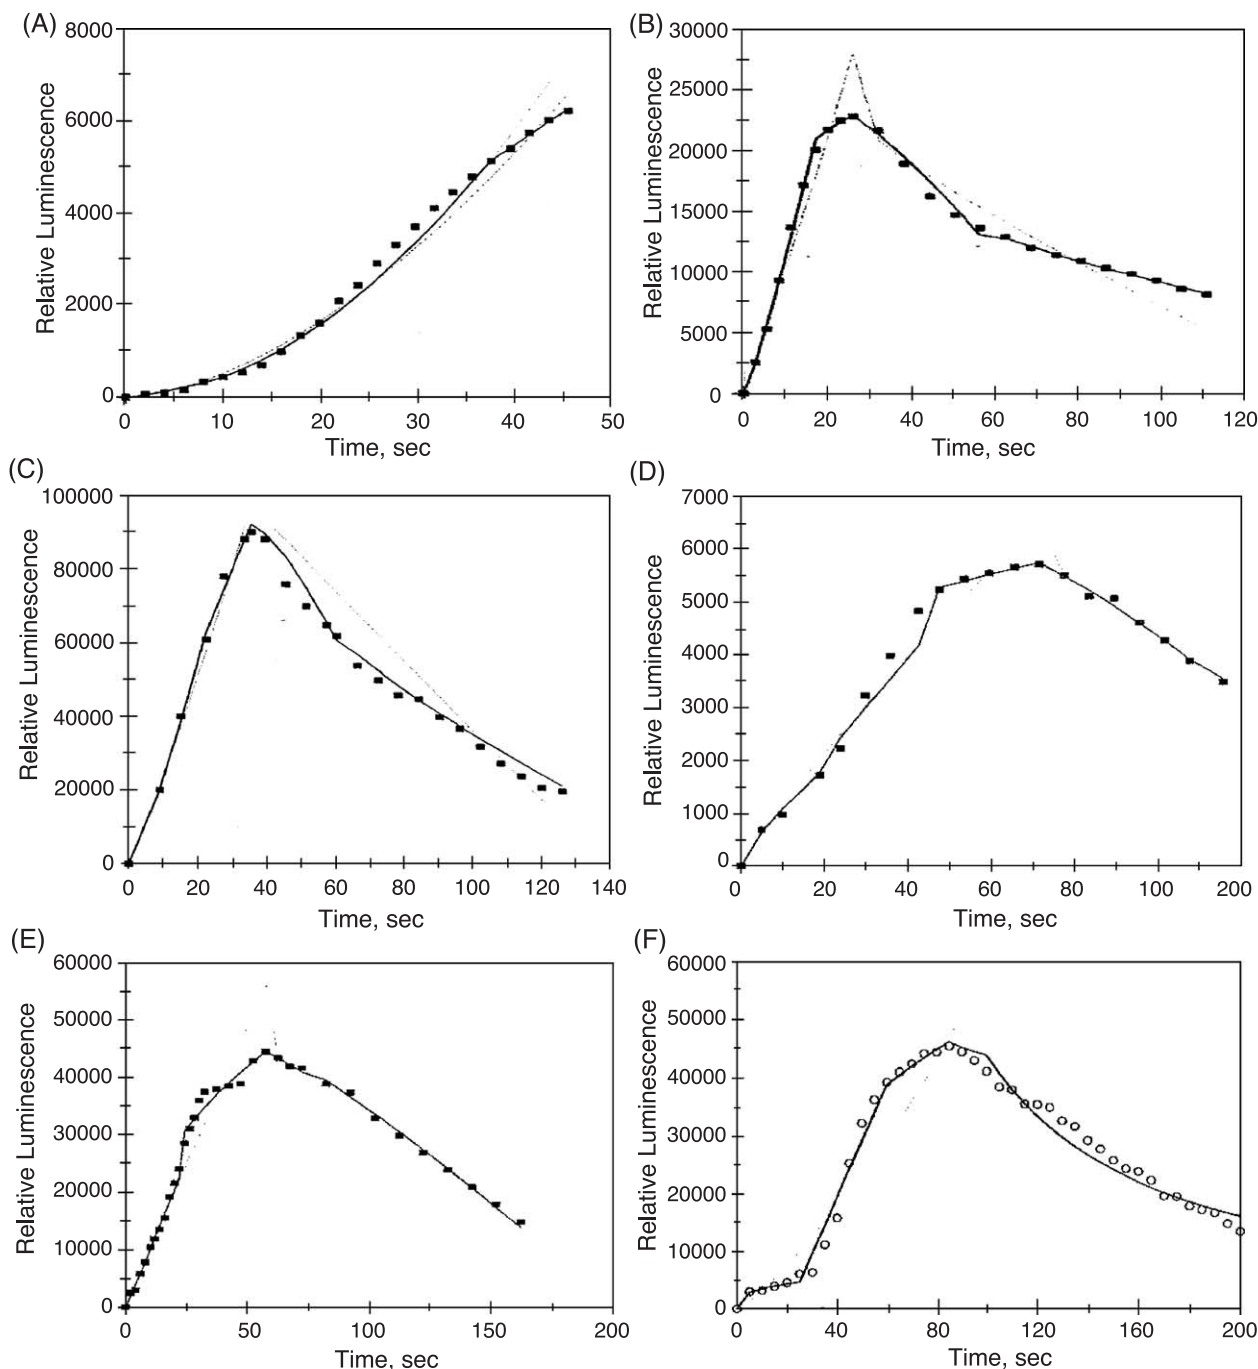 (A)
8000
6000
4000
2000
0
Relative Luminescence
0 10 20 30 40 50
Time, sec
(B)
30000
25000
20000
15000
10000
5000
0
Relative Luminescence
0 20 40 60 80 100 120
Time, sec
(C)
100000
80000
60000
40000
20000
0
Relative Luminescence
0 20 40 60 80 100 120 140
Time, sec
(D)
7000
6000
5000
4000
3000
2000
1000
0
Relative Luminescence
0 20 40 60 80 100 200
Time, sec
(E)
60000
50000
40000
30000
20000
10000
0
Relative Luminescence
0 50 100 150 200
Time, sec
(F)
60000
50000
40000
30000
20000
10000
0
Relative Luminescence
0 40 80 120 160 200
Time, sec